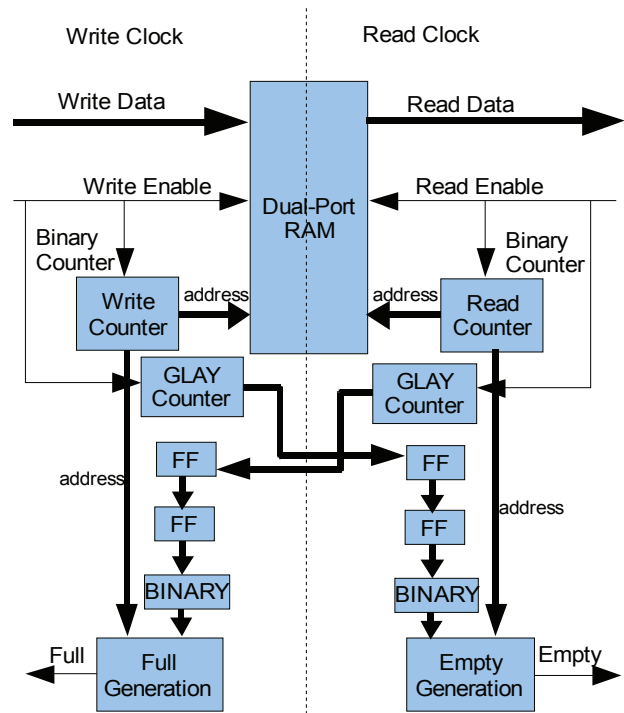 Write Clock
Read Clock
Write Data
Read Data
Write Enable
Read Enable
Dual-Port
RAM
Binary
Counter
Binary
Counter
Write
Counter
address
address
Read
Counter
GLAY
Counter
GLAY
Counter
FF
FF
address
address
FF
FF
BINARY
BINARY
Full
Full
Generation
Empty
Generation
Empty